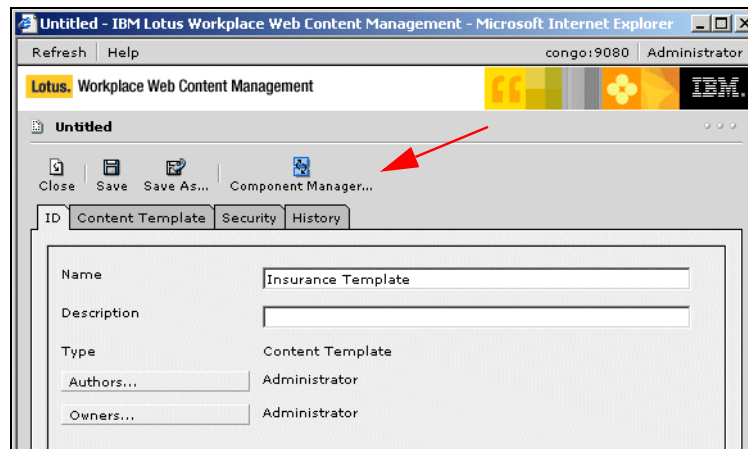 Untitled - IBM Lotus Workplace Web Content Management - Microsoft Internet Explorer
Refresh Help congo:9080 Administrator
Lotus. Workplace Web Content Management IBM.
Untitled
Close Save Save As... Component Manager...
ID Content Template Security History
Name Insurance Template
Description
Type Content Template
Authors... Administrator
Owners... Administrator